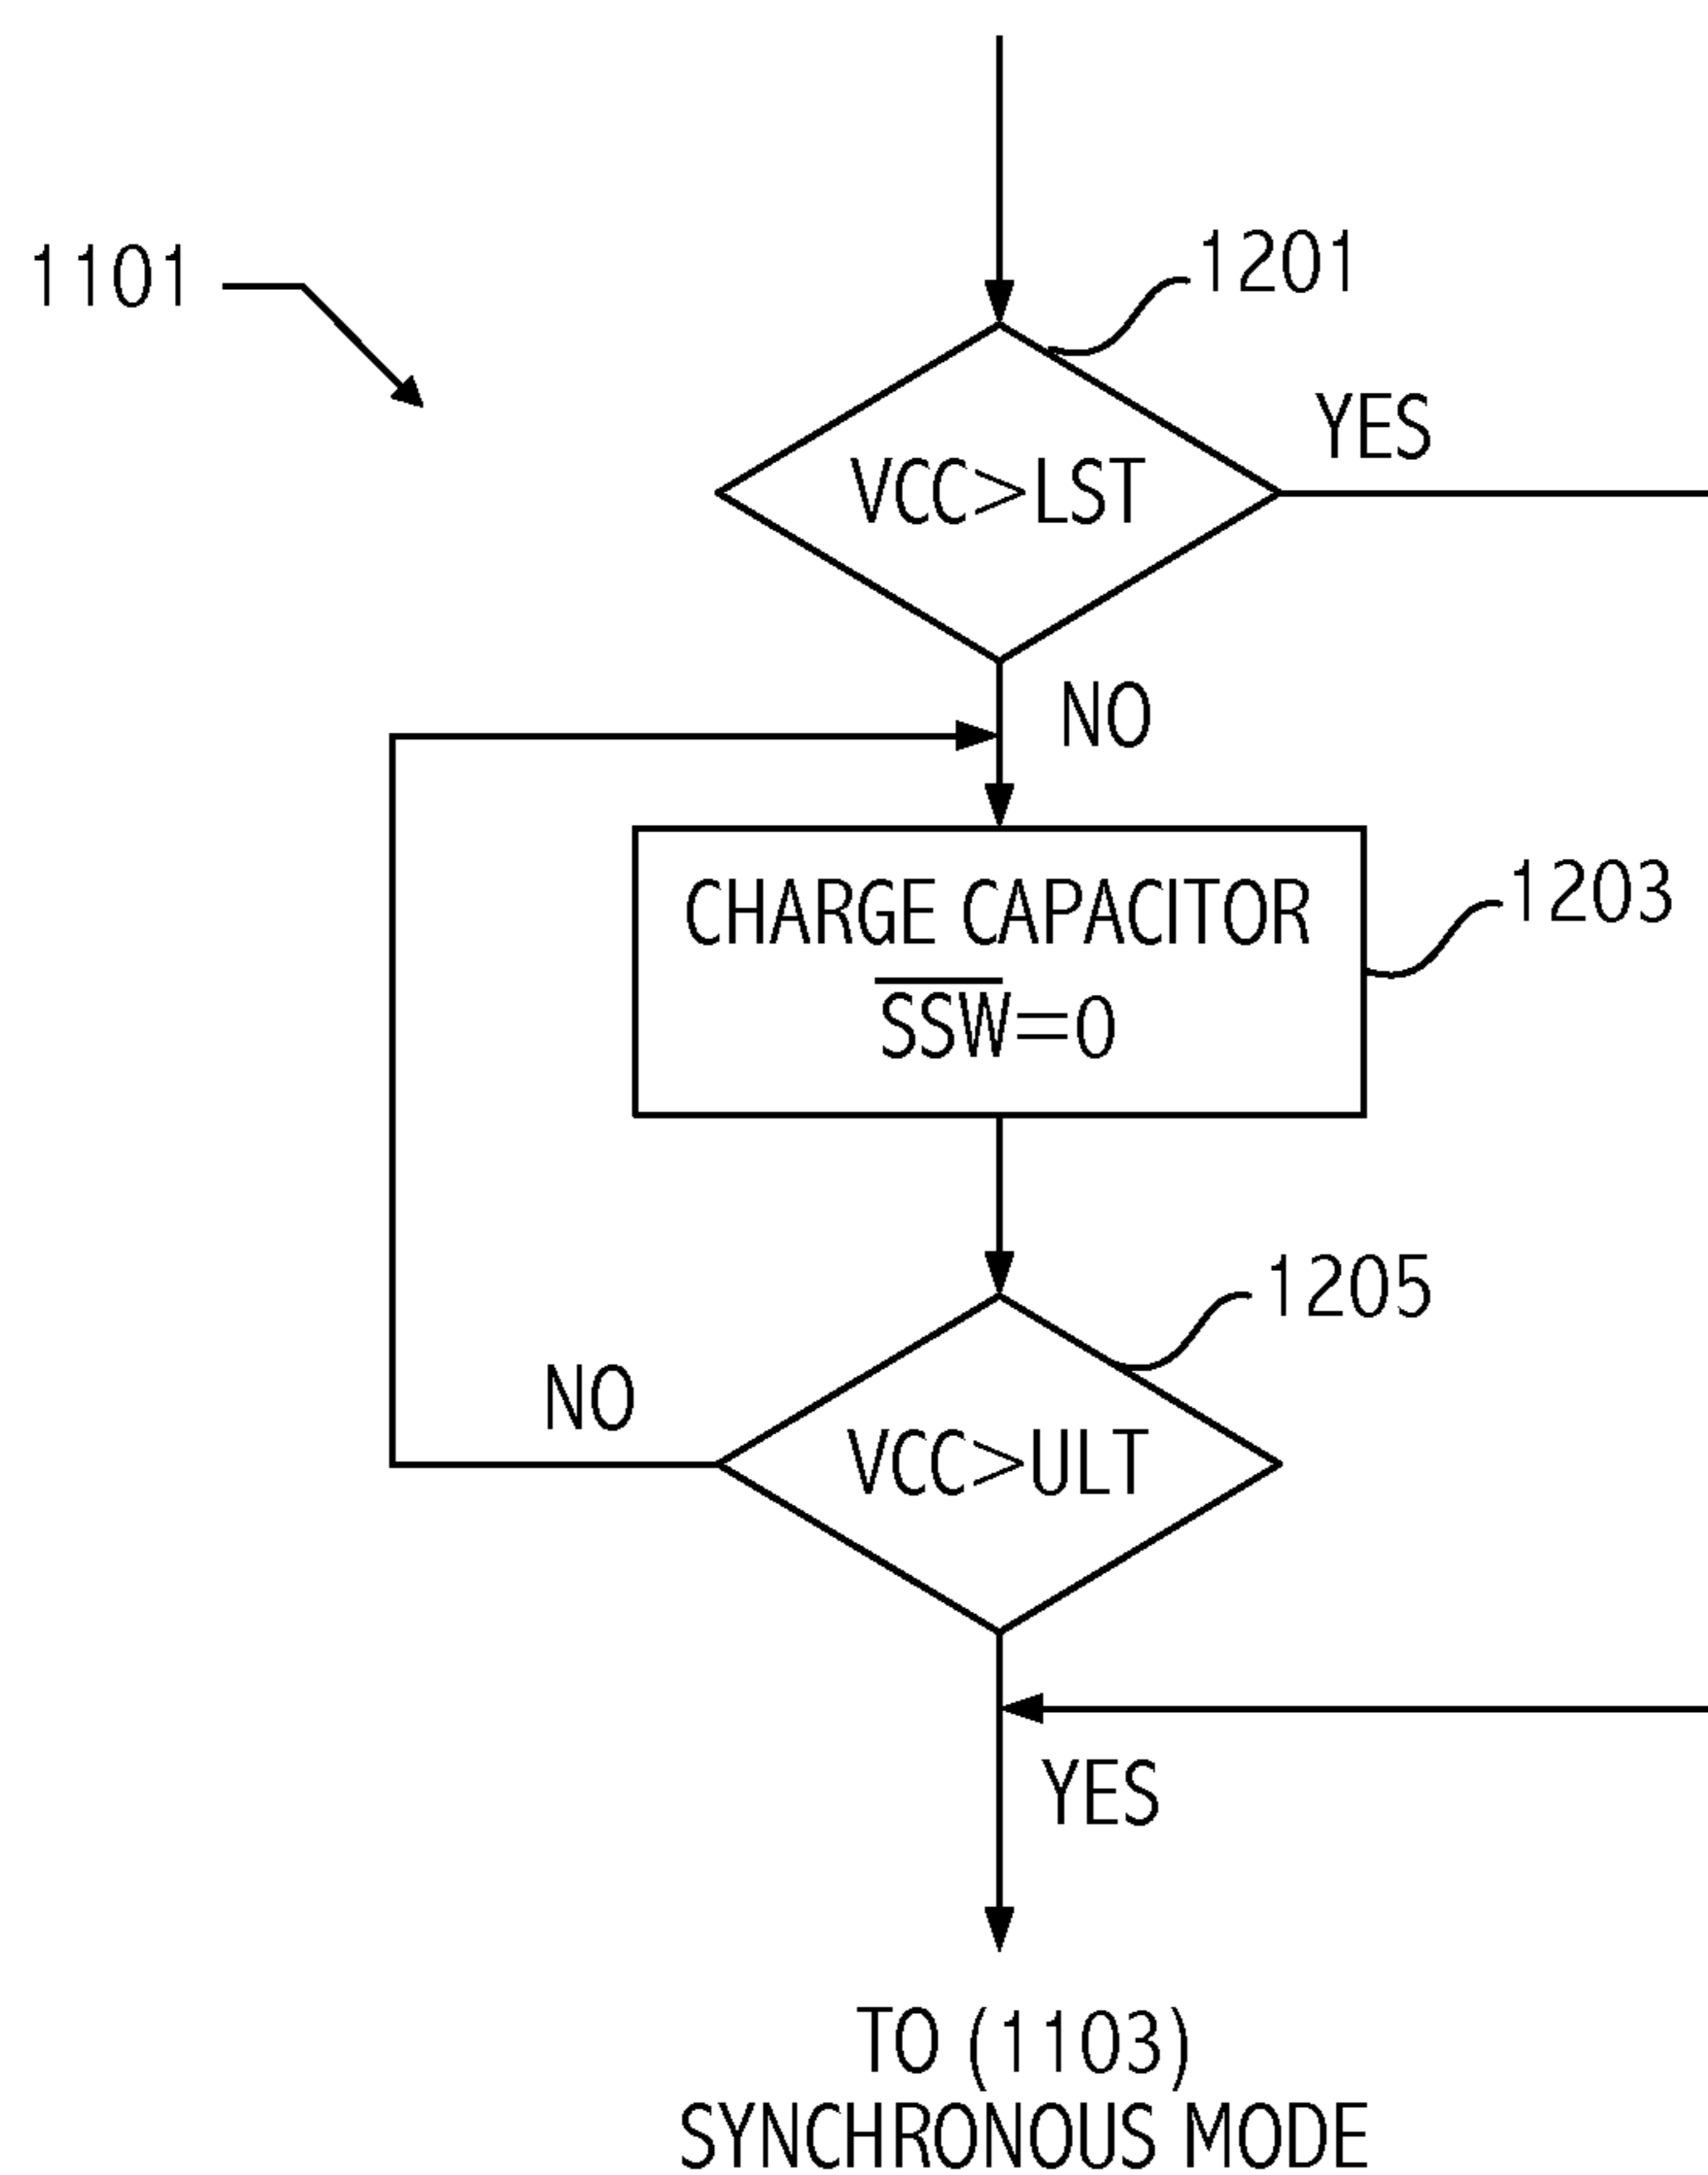 1201
1101
YES
VCC>LST
NO
1203
CHARGE CAPACITOR
S̅S̅W̅=0
1205
NO
VCC>ULT
YES
TO (1103)
SYNCHRONOUS MODE